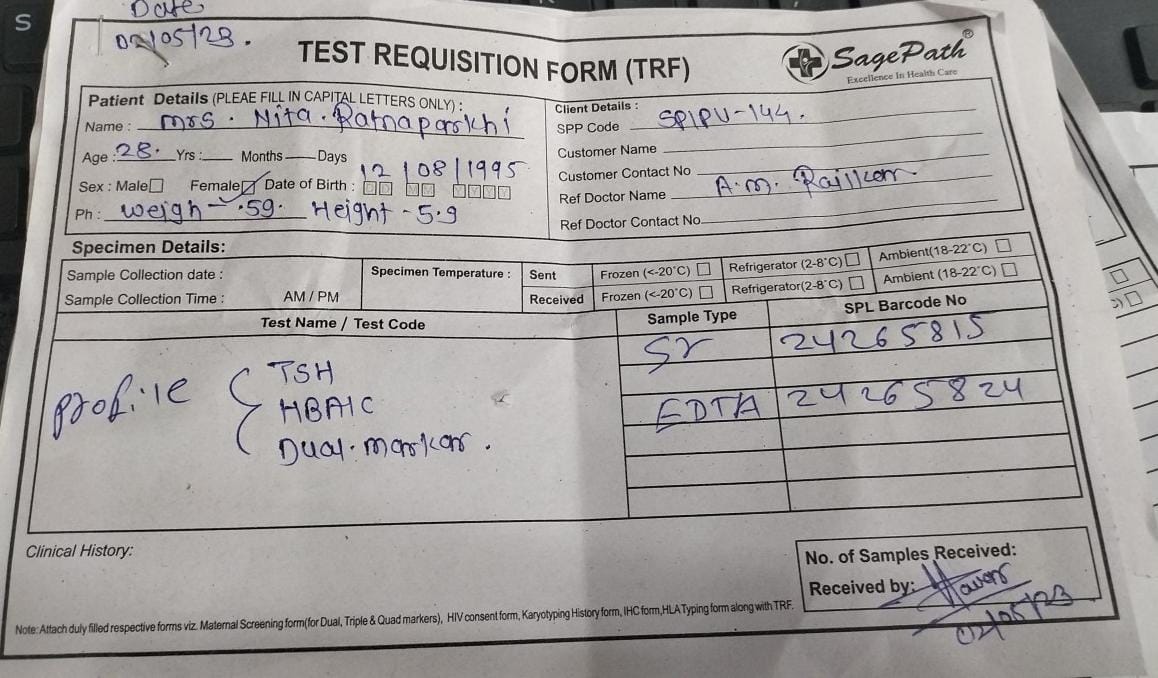 S
Date
02/05/23.
TEST REQUISITION FORM (TRF)
SagePath®
Excellence In Health Care
Patient Details (PLEAE FILL IN CAPITAL LETTERS ONLY) :
Name : mrs. Nita. Ratnaparkhi
Age : 28. Yrs : Months Days
Sex : Male Female Date of Birth : 12/08/1995
Ph : weigh - 59. Height - 5.9
Client Details :
SPP Code SPIPU-144.
Customer Name
Customer Contact No
Ref Doctor Name A.m.
Ref Doctor Contact No
Specimen Details:
Sample Collection date :
Sample Collection Time : AM / PM
Specimen Temperature :
Sent Frozen (<-20°C) Refrigerator (2-8°C) Ambient(18-22°C)
Received Frozen (<-20°C) Refrigerator(2-8°C) Ambient (18-22°C)
Test Name / Test Code Sample Type SPL Barcode No
Sr 24265815
EDTA 24265824
profile { TSH
HBA1C
Dual. markar.
Clinical History:
No. of Samples Received:
Received by:
02/05/23
Note: Attach duly filled respective forms viz. Maternal Screening form(for Dual, Triple & Quad markers), HIV consent form, Karyotyping History form, IHC form,HLA Typing form along with TRF.